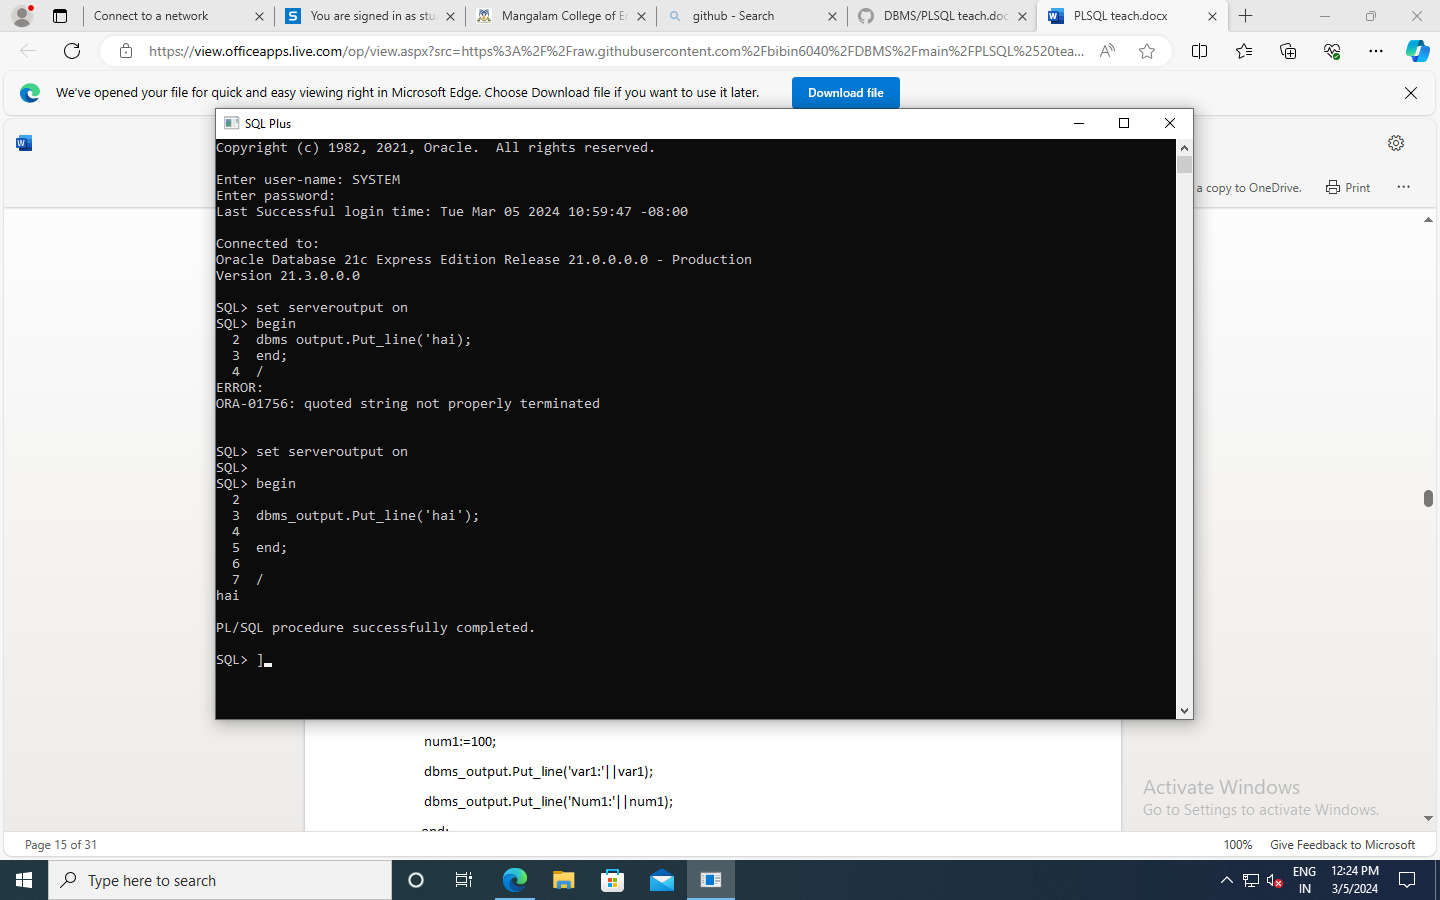 Connect to a network
You are signed in as stu
Mangalam College of E
github - Search
DBMS/PLSQL teach.doc
PLSQL teach.docx
https://view.officeapps.live.com/op/view.aspx?src=https%3A%2F%2Fraw.githubusercontent.com%2Fbibin6040%2FDBMS%2Fmain%2FPLSQL%2520tea...
We've opened your file for quick and easy viewing right in Microsoft Edge. Choose Download file if you want to use it later.
Download file
SQL Plus
a copy to OneDrive.
Print
Copyright (c) 1982, 2021, Oracle.  All rights reserved.
Enter user-name: SYSTEM
Enter password:
Last Successful login time: Tue Mar 05 2024 10:59:47 -08:00
Connected to:
Oracle Database 21c Express Edition Release 21.0.0.0.0 - Production
Version 21.3.0.0.0
SQL> set serveroutput on
SQL> begin
2  dbms output.Put_line('hai);
3  end;
4  /
ERROR:
ORA-01756: quoted string not properly terminated
SQL> set serveroutput on
SQL>
SQL> begin
2
3  dbms_output.Put_line('hai');
4
5  end;
6
7  /
hai
PL/SQL procedure successfully completed.
SQL> ]
num1:=100;
dbms_output.Put_line('var1:'||var1);
dbms_output.Put_line('Num1:'||num1);
end;
Activate Windows
Go to Settings to activate Windows.
Page 15 of 31
100%
Give Feedback to Microsoft
Type here to search
ENG
IN
12:24 PM
3/5/2024